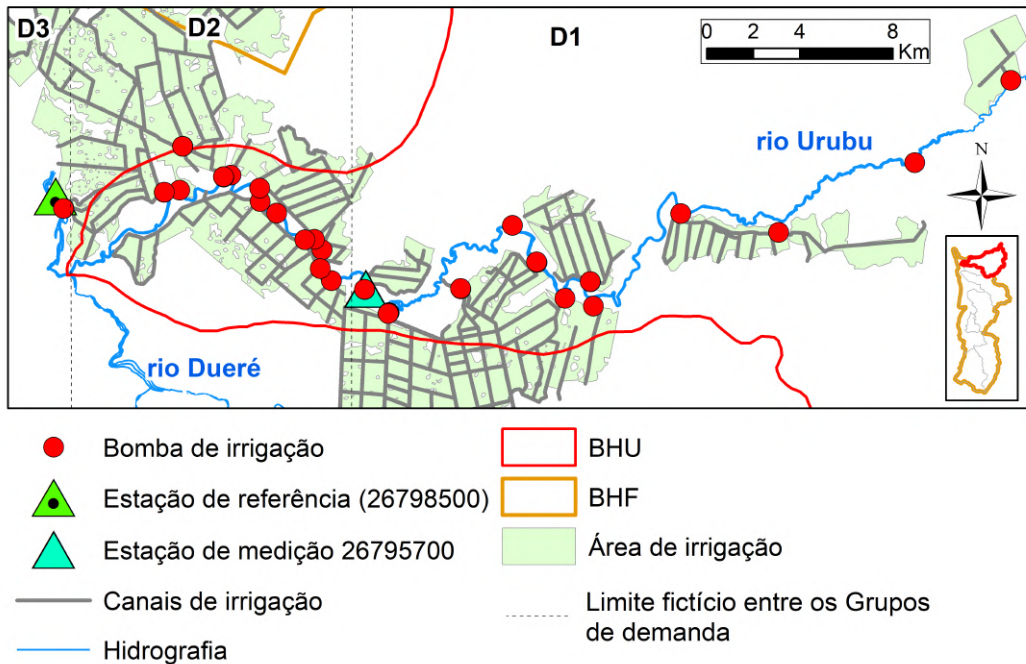 D3
D2
D1
0 2 4 8
Km
rio Urubu
N
rio Dueré
Bomba de irrigação
Estação de referência (26798500)
Estação de medição 26795700
Canais de irrigação
Hidrografia
BHU
BHF
Área de irrigação
Limite fictício entre os Grupos
de demanda